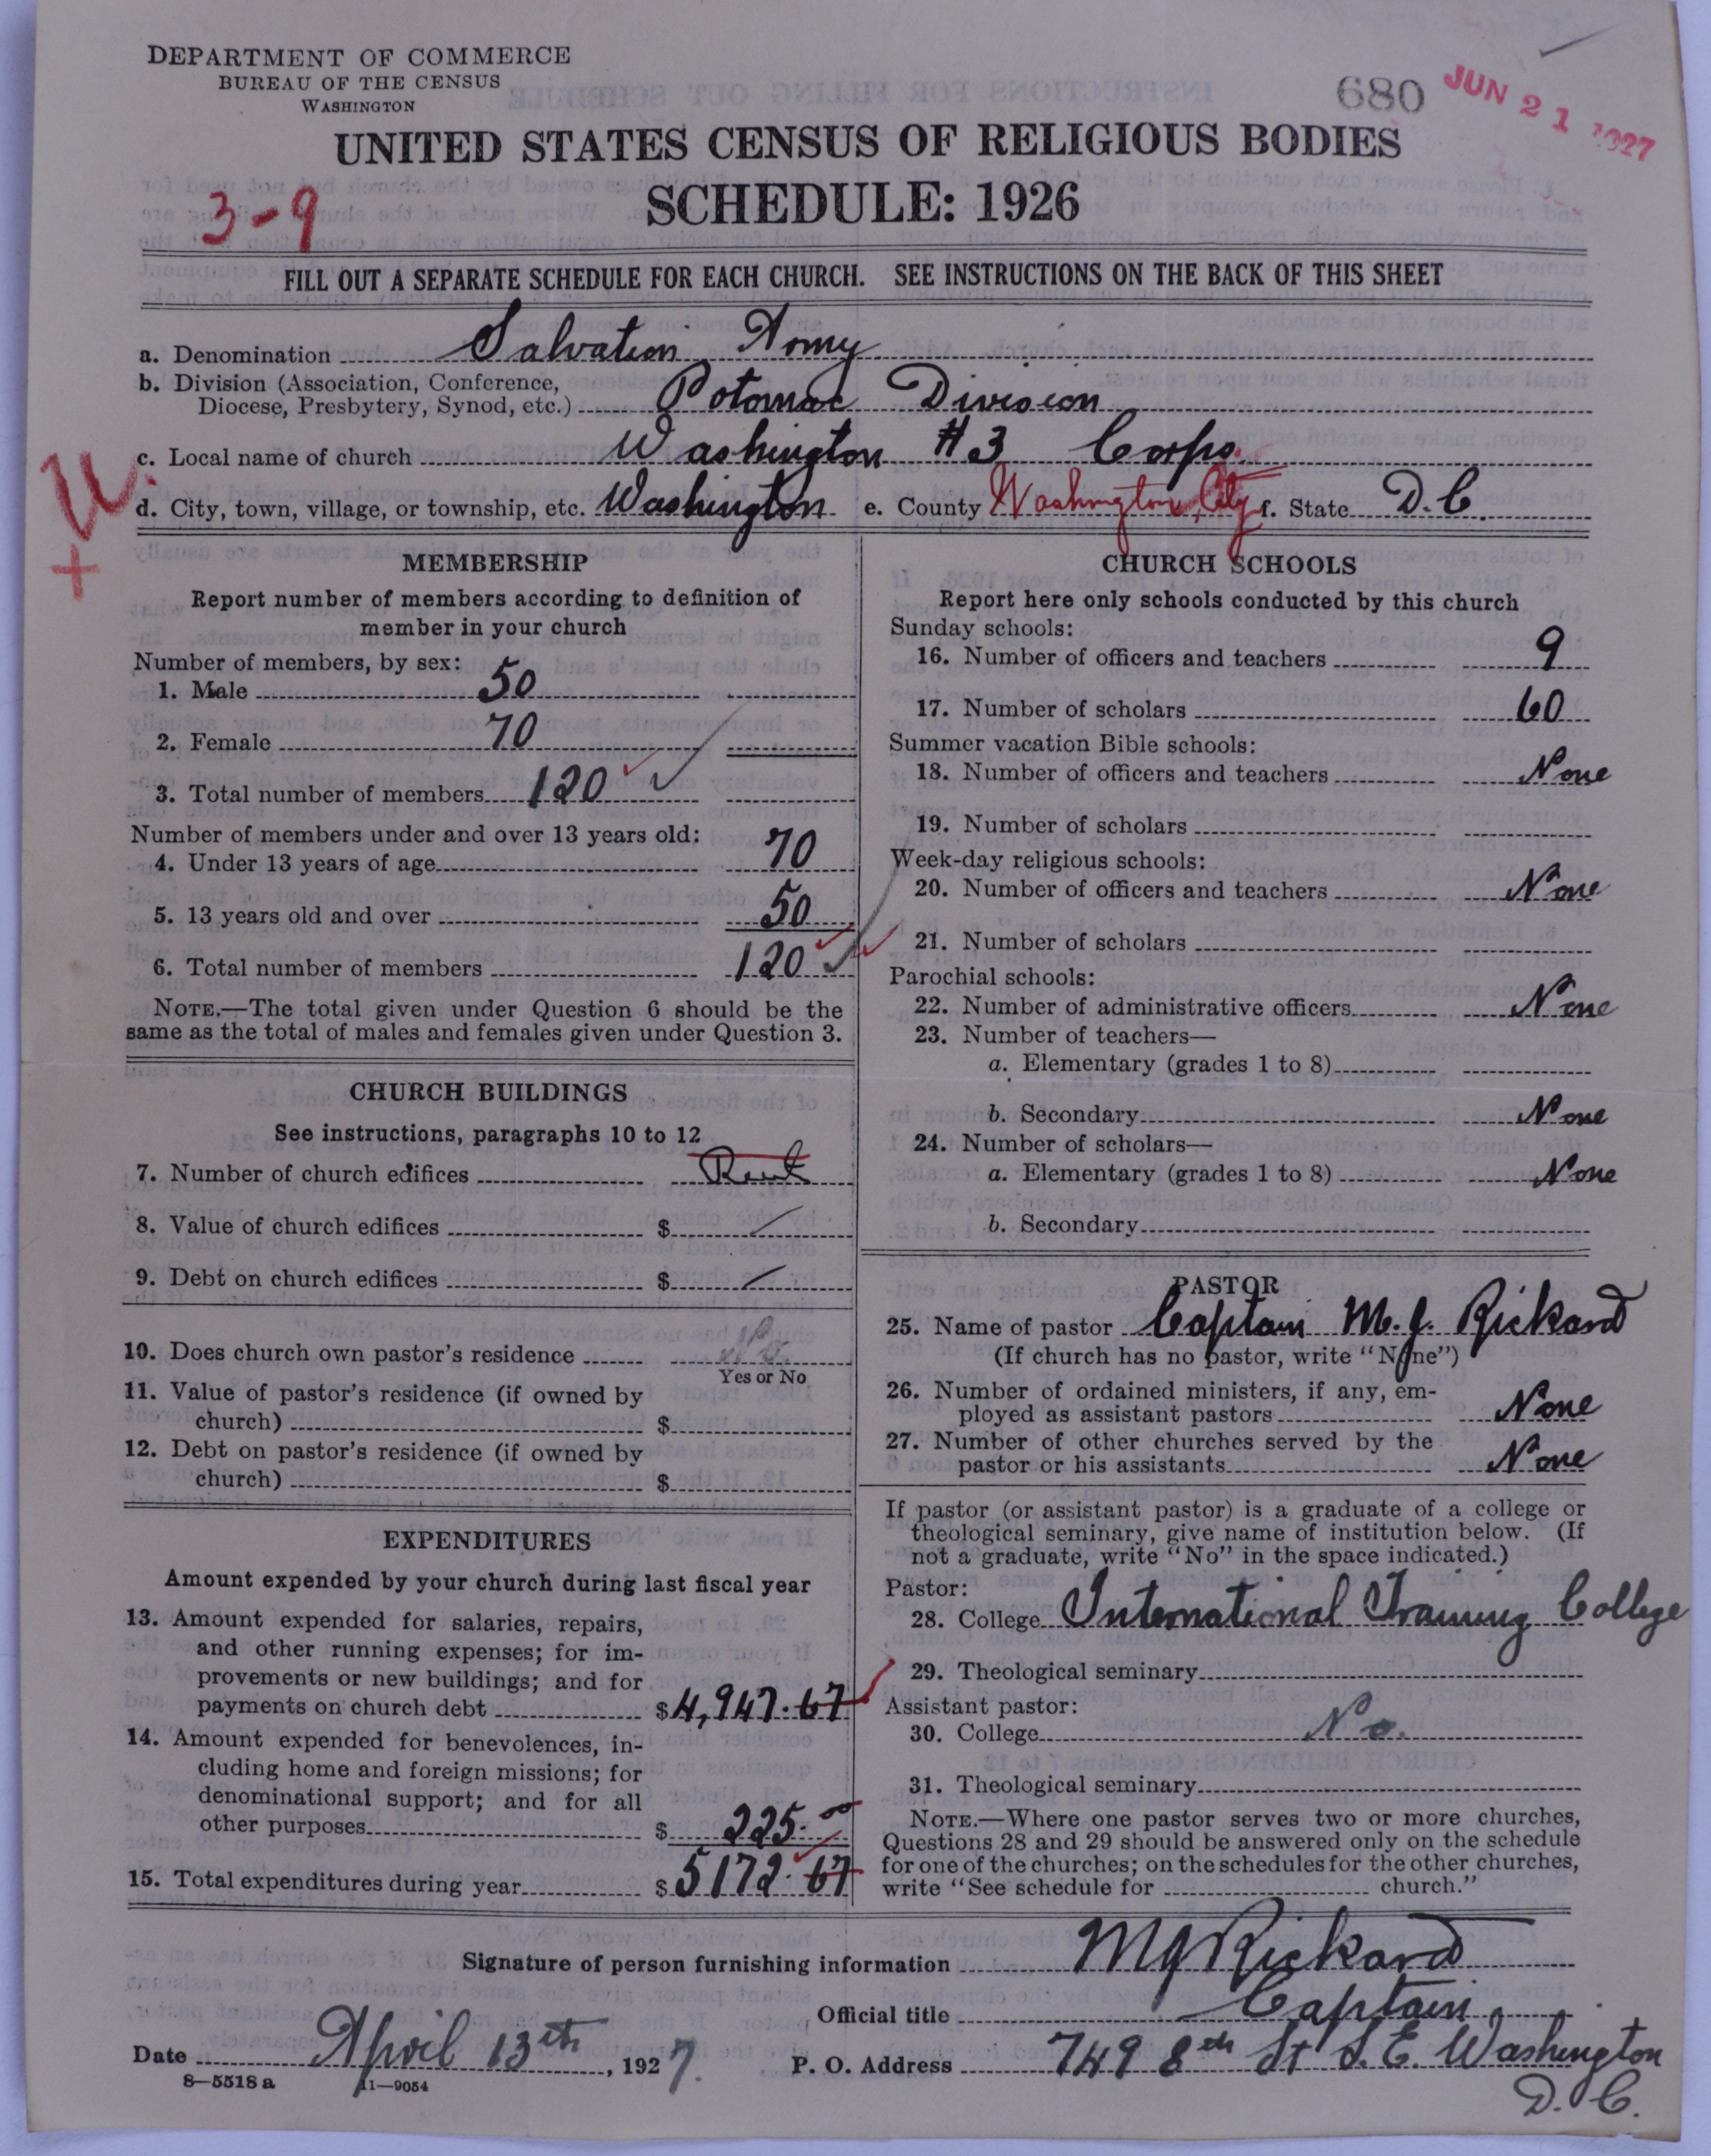 DEPARTMENT OF COMMERCE
BUREAU OF THE CENSUS
WASHINGTON
680
JUN 21 1927
UNITED STATES CENSUS OF RELIGIOUS BODIES
SCHEDULE: 1926
3-9
FILL OUT A SEPARATE SCHEDULE FOR EACH CHURCH. SEE INSTRUCTIONS ON THE BACK OF THIS SHEET
a. Denomination Salvation Army
b. Division (Association, Conference,
Diocese, Presbytery, Synod, etc.) Potomac Division
c. Local name of church Washington #3 Corps.
d. City, town, village, or township, etc. Washington e. County Washington, City f. State D.C.
U.
+
MEMBERSHIP
Report number of members according to definition of
member in your church
Number of members, by sex:
1. Male 50
2. Female 70
3. Total number of members 120
Number of members under and over 13 years old:
4. Under 13 years of age 70
5. 13 years old and over 50
6. Total number of members 120
NOTE.—The total given under Question 6 should be the
same as the total of males and females given under Question 3.
CHURCH BUILDINGS
See instructions, paragraphs 10 to 12
7. Number of church edifices Rent
8. Value of church edifices $
9. Debt on church edifices $
10. Does church own pastor's residence
Yes or No
11. Value of pastor's residence (if owned by
church) $
12. Debt on pastor's residence (if owned by
church) $
EXPENDITURES
Amount expended by your church during last fiscal year
13. Amount expended for salaries, repairs,
and other running expenses; for im-
provements or new buildings; and for
payments on church debt $4,947.67
14. Amount expended for benevolences, in-
cluding home and foreign missions; for
denominational support; and for all
other purposes $225.00
15. Total expenditures during year $5172.67
CHURCH SCHOOLS
Report here only schools conducted by this church
Sunday schools:
16. Number of officers and teachers 9
17. Number of scholars 60
Summer vacation Bible schools:
18. Number of officers and teachers None
19. Number of scholars
Week-day religious schools:
20. Number of officers and teachers None
21. Number of scholars
Parochial schools:
22. Number of administrative officers None
23. Number of teachers—
a. Elementary (grades 1 to 8)
b. Secondary None
24. Number of scholars—
a. Elementary (grades 1 to 8) None
b. Secondary
PASTOR
25. Name of pastor Captain M. J. Rickard
(If church has no pastor, write "None")
26. Number of ordained ministers, if any, em-
ployed as assistant pastors None
27. Number of other churches served by the
pastor or his assistants None
If pastor (or assistant pastor) is a graduate of a college or
theological seminary, give name of institution below. (If
not a graduate, write "No" in the space indicated.)
Pastor:
28. College International Training College
29. Theological seminary
Assistant pastor:
30. College No.
31. Theological seminary
NOTE.—Where one pastor serves two or more churches,
Questions 28 and 29 should be answered only on the schedule
for one of the churches; on the schedules for the other churches,
write "See schedule for church."
Signature of person furnishing information MJ Rickard
Official title Captain
Date April 13th, 1927. P. O. Address 749 8th St S.E. Washington
D. C.
8—5518 a 11—9054